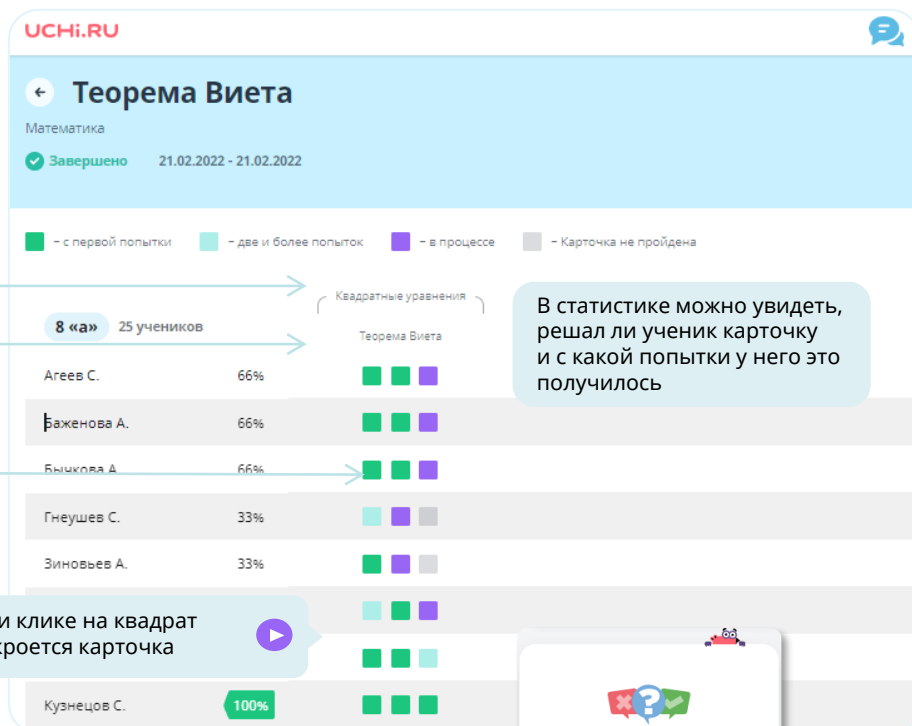 UCHi.RU
Теорема Виета
Математика
Завершено 21.02.2022 - 21.02.2022
– с первой попытки – две и более попыток – в процессе – Карточка не пройдена
Квадратные уравнения
8 «а» 25 учеников
Теорема Виета
В статистике можно увидеть,
решал ли ученик карточку
и с какой попытки у него это
получилось
Агеев С. 66%
Баженова А. 66%
Бычкова А. 66%
Гнеушев С. 33%
Зиновьев А. 33%
и клике на квадрат
кроется карточка
Кузнецов С. 100%